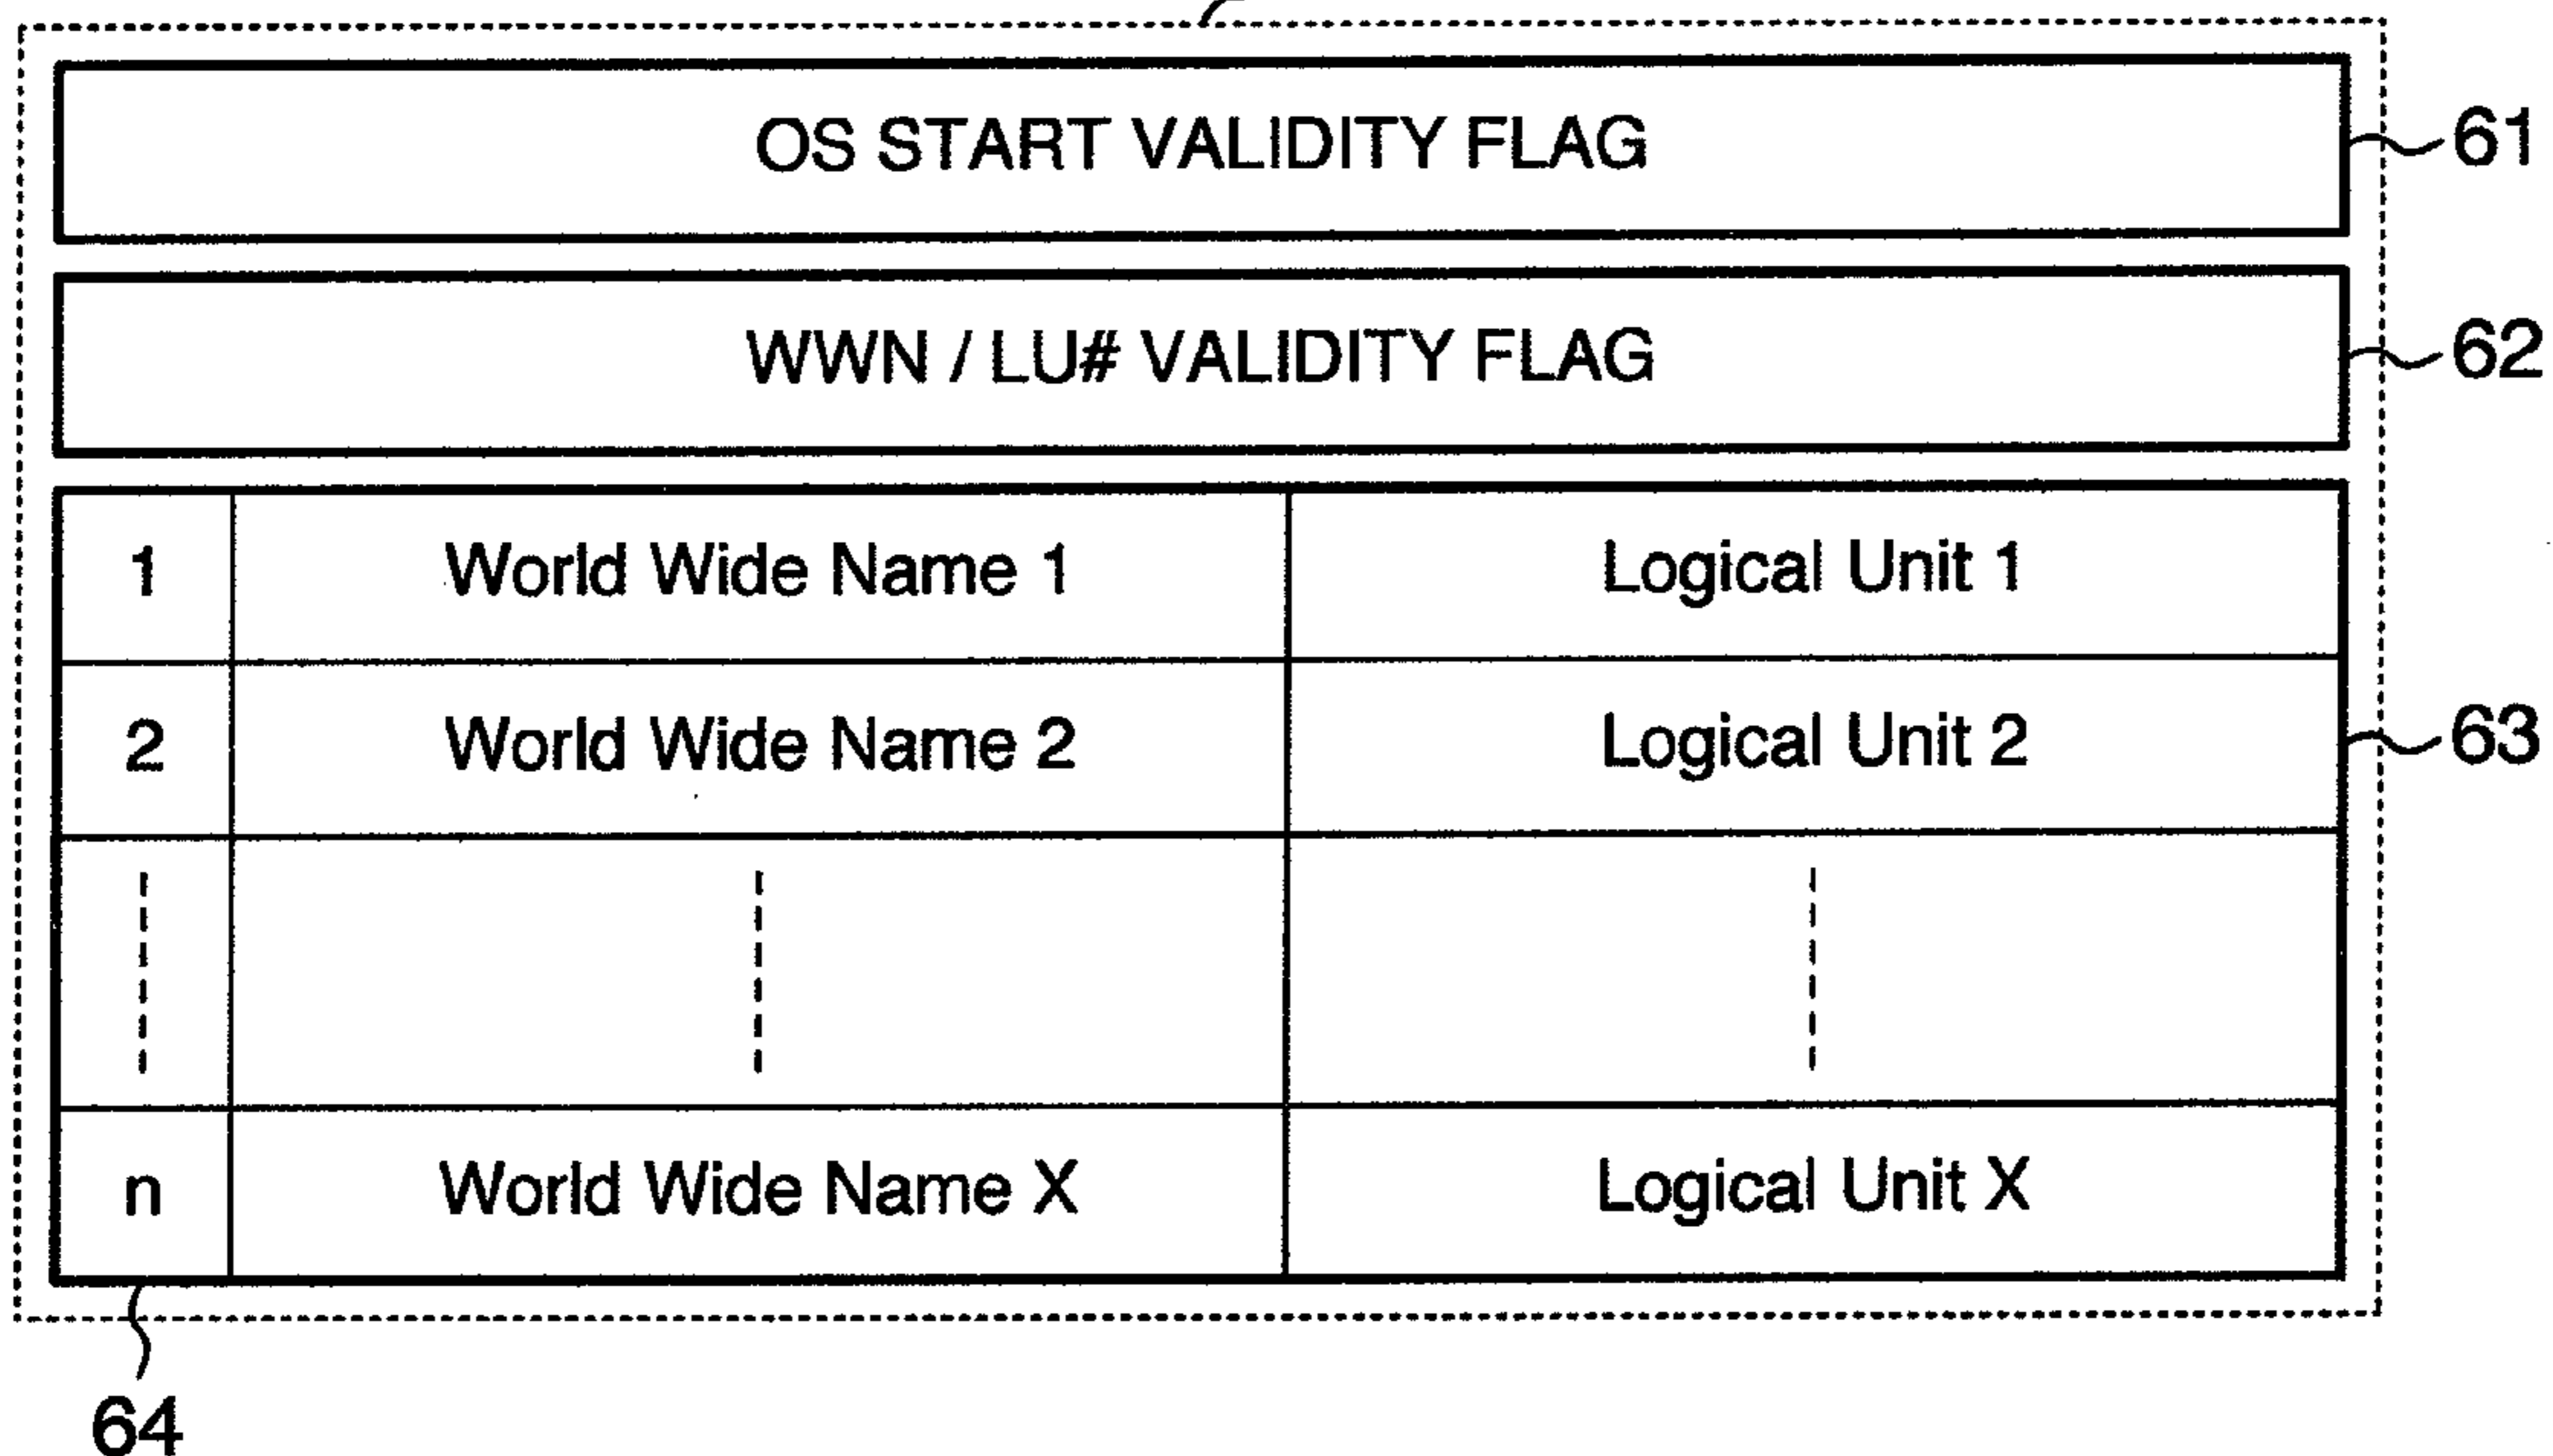 OS START VALIDITY FLAG 61
WWN / LU# VALIDITY FLAG 62
1 World Wide Name 1 Logical Unit 1
2 World Wide Name 2 Logical Unit 2 63
n World Wide Name X Logical Unit X
64